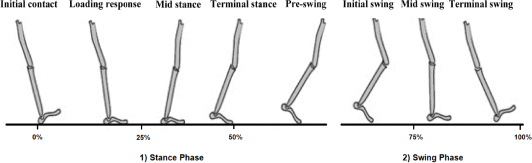 Initial contact Loading response Mid stance Terminal stance Pre-swing Initial swing Mid swing Terminal swing
0% 25% 50% 75% 100%
1) Stance Phase 2) Swing Phase